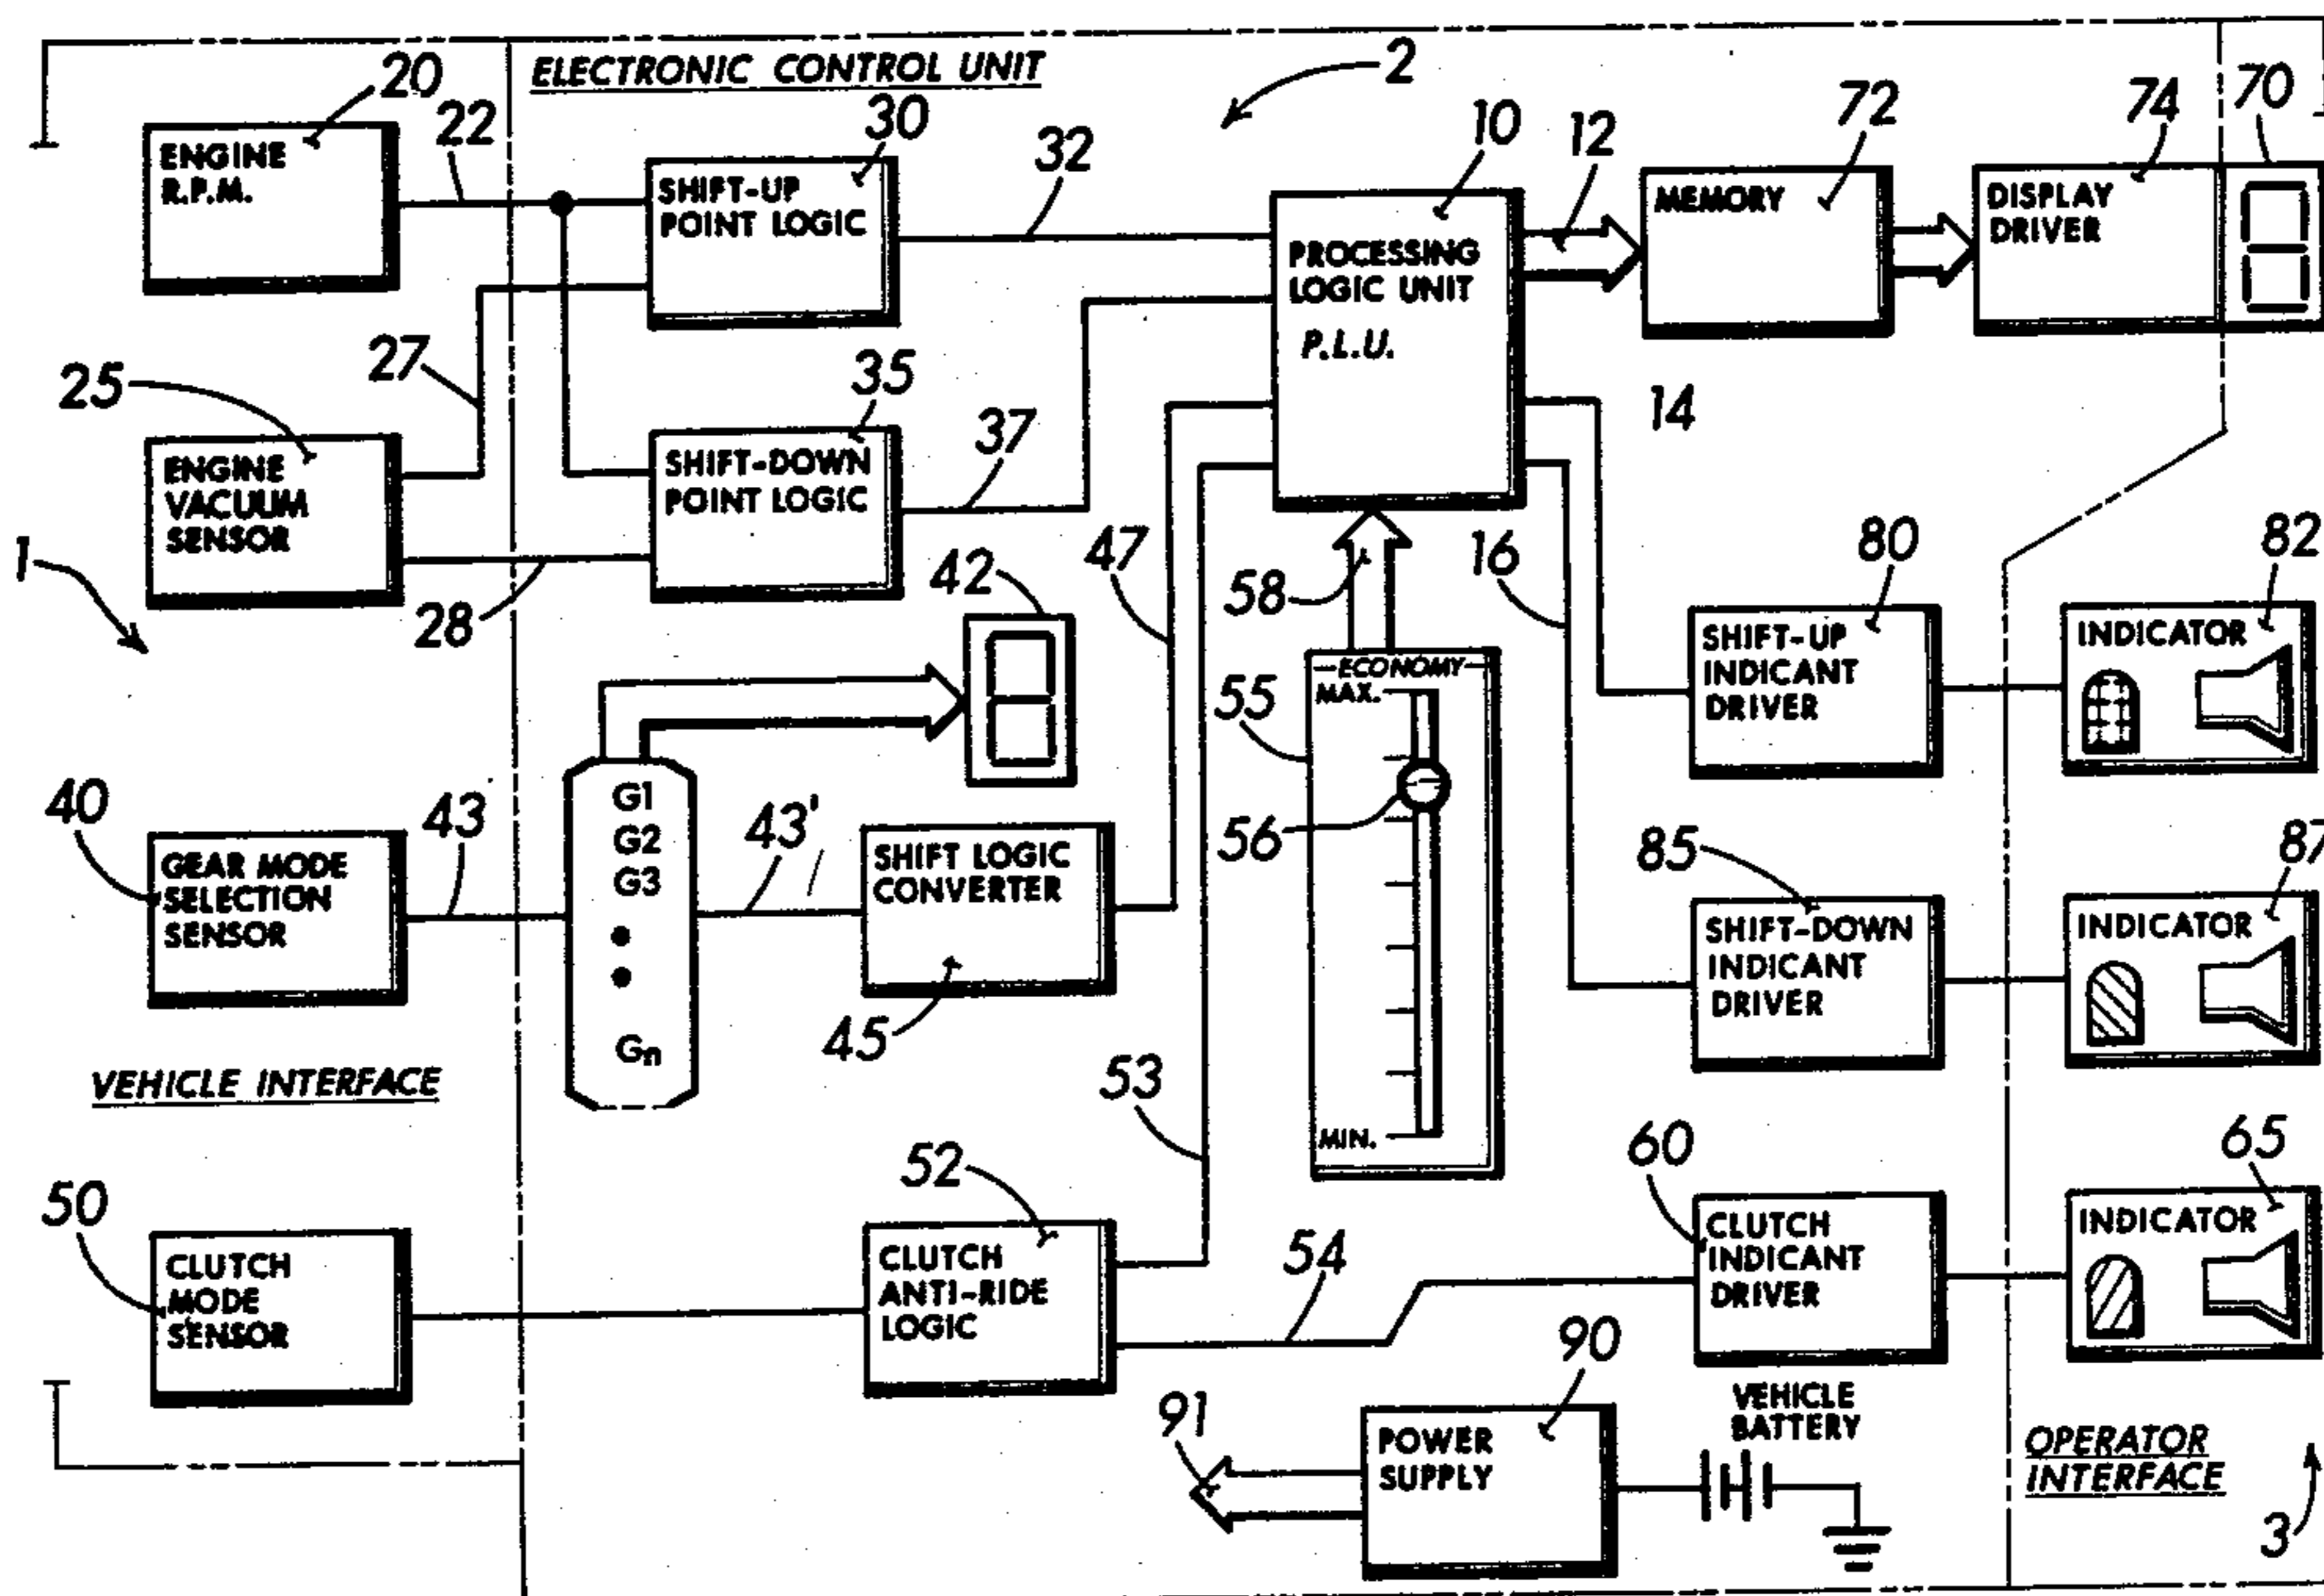 ELECTRONIC CONTROL UNIT
2
20
22
30
32
10
12
72
74
70
ENGINE
R.P.M.
SHIFT-UP
POINT LOGIC
PROCESSING
LOGIC UNIT
P.L.U.
MEMORY
DISPLAY
DRIVER
25
27
35
37
14
ENGINE
VACUUM
SENSOR
SHIFT-DOWN
POINT LOGIC
1
28
42
47
58
16
80
82
SHIFT-UP
INDICANT
DRIVER
INDICATOR
55
ECONOMY
MAX.
56
MIN.
40
43
43'
GEAR MODE
SELECTION
SENSOR
G1
G2
G3
Gn
SHIFT LOGIC
CONVERTER
45
85
87
SHIFT-DOWN
INDICANT
DRIVER
INDICATOR
VEHICLE INTERFACE
53
50
52
54
60
65
CLUTCH
MODE
SENSOR
CLUTCH
ANTI-RIDE
LOGIC
CLUTCH
INDICANT
DRIVER
INDICATOR
91
90
POWER
SUPPLY
VEHICLE
BATTERY
OPERATOR
INTERFACE
3